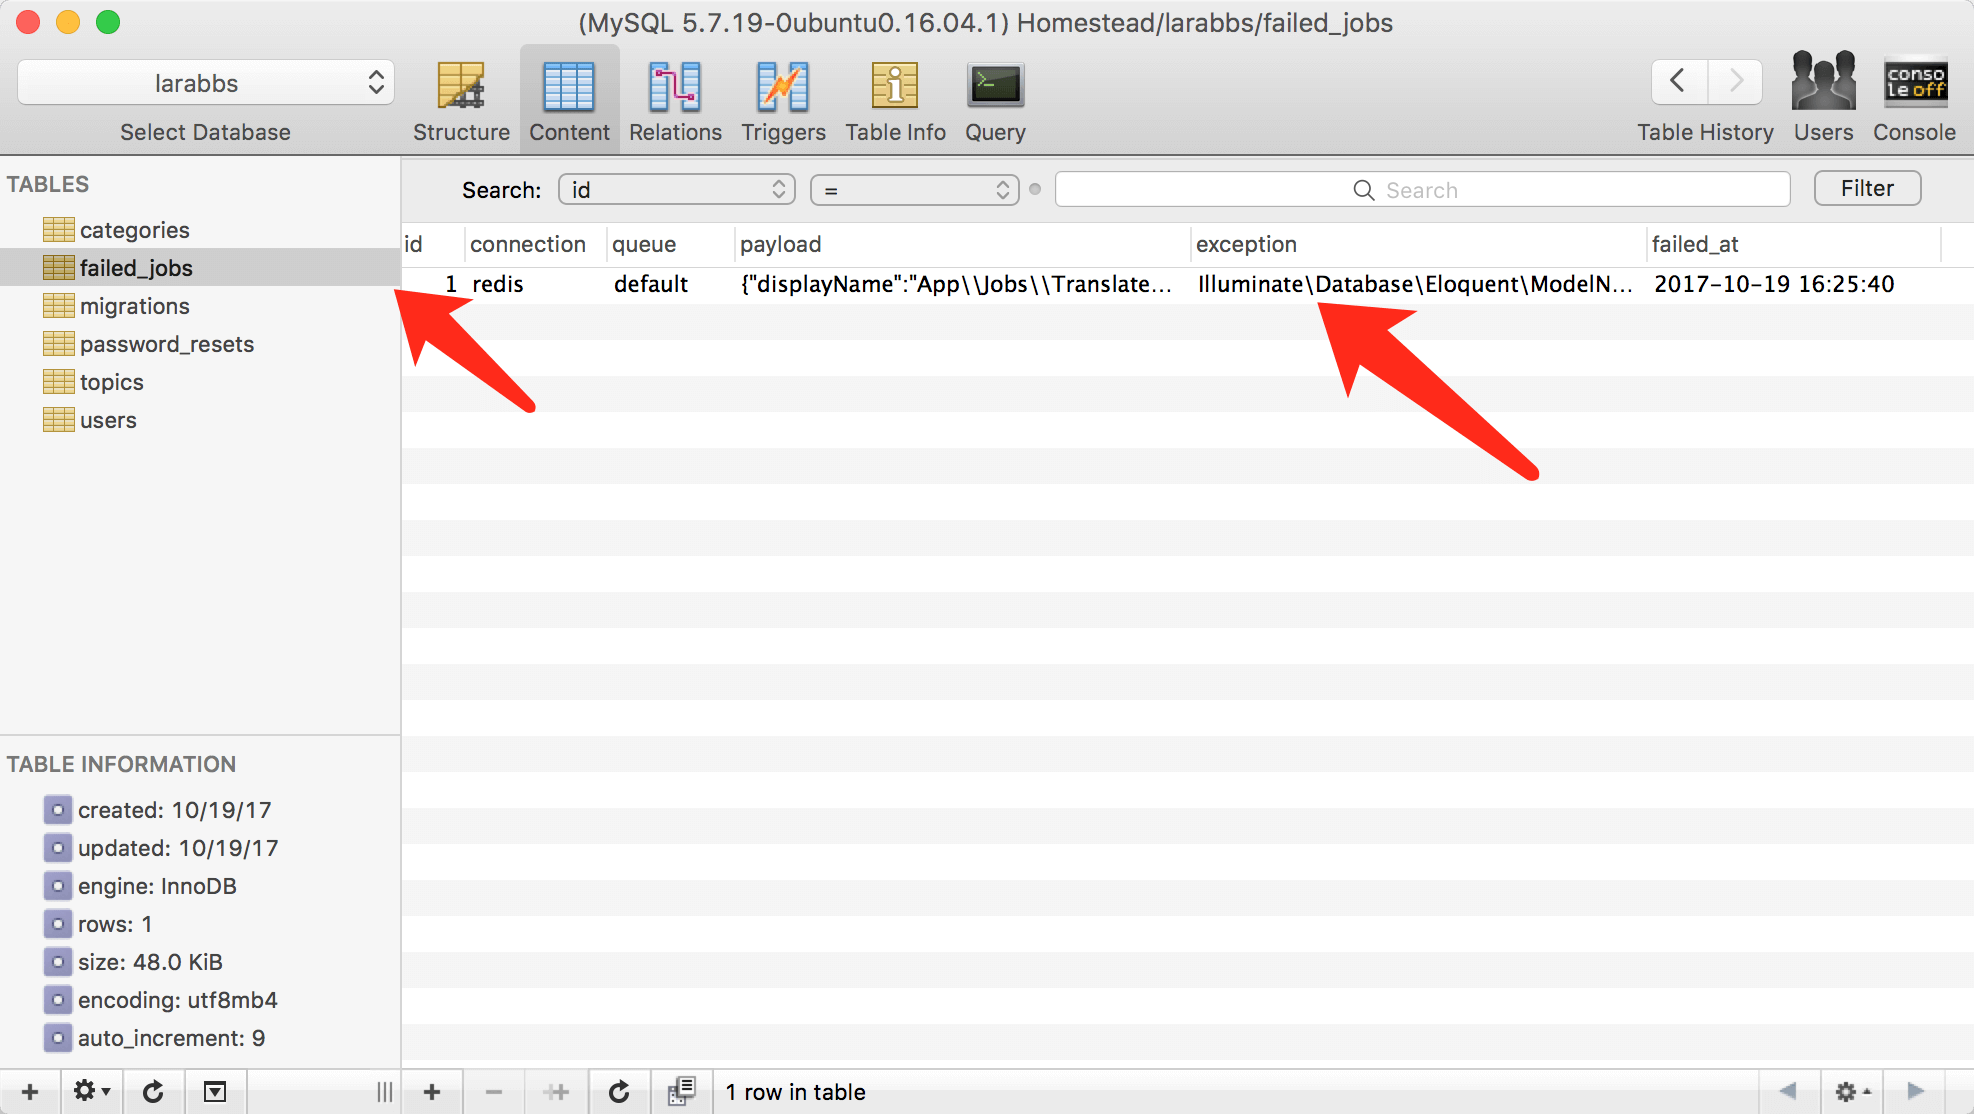 (MySQL 5.7.19-0ubuntu0.16.04.1) Homestead/larabbs/failed_jobs
larabbs
Select Database
Structure
Content
Relations
Triggers
Table Info
Query
Table History
Users
conso
le off
Console
TABLES
categories
failed_jobs
migrations
password_resets
topics
users
Search: id = Search Filter
id connection queue payload exception failed_at
1 redis default {"displayName":"App\\Jobs\\Translate... Illuminate\Database\Eloquent\ModelN... 2017-10-19 16:25:40
TABLE INFORMATION
created: 10/19/17
updated: 10/19/17
engine: InnoDB
rows: 1
size: 48.0 KiB
encoding: utf8mb4
auto_increment: 9
1 row in table